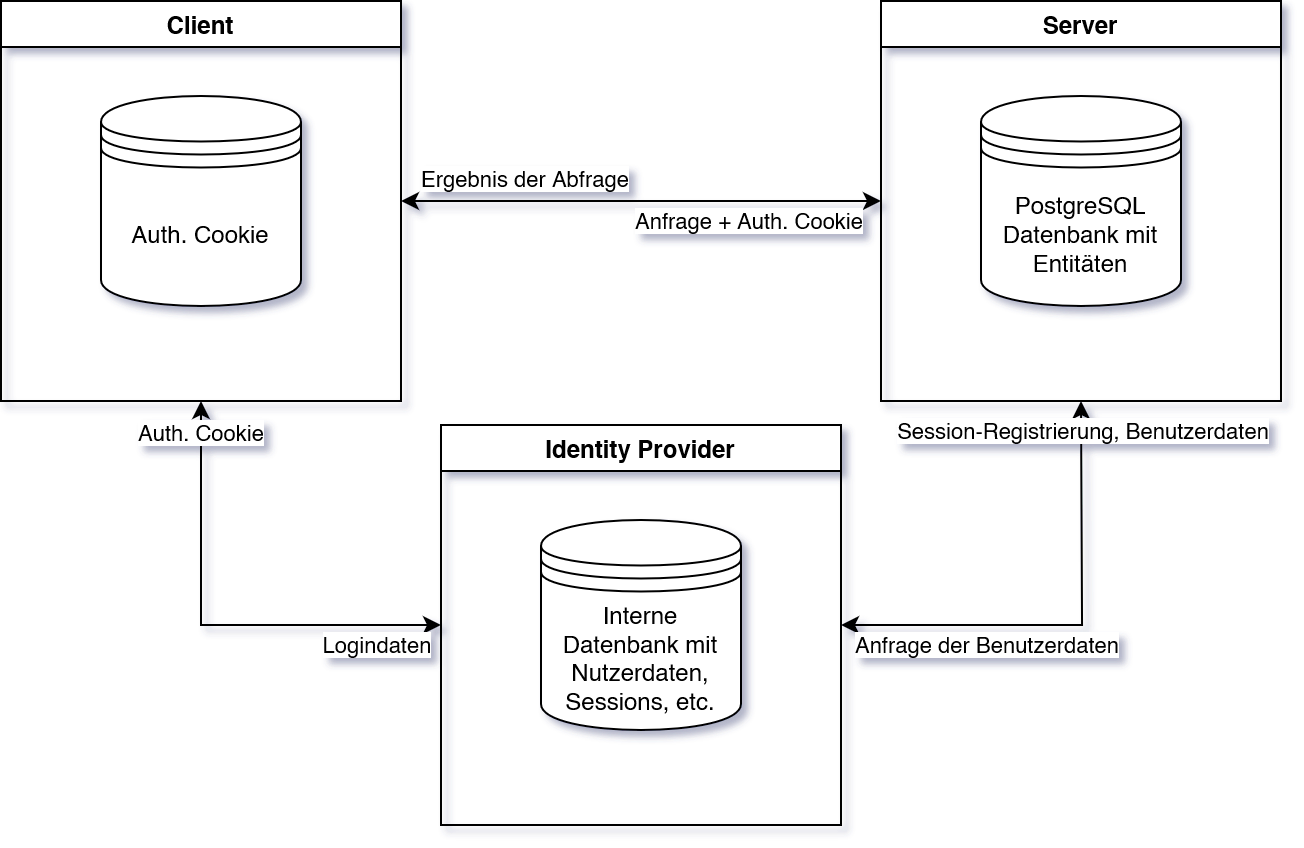 Client
Server
Auth. Cookie
Ergebnis der Abfrage
Anfrage + Auth. Cookie
PostgreSQL
Datenbank mit
Entitäten
Auth. Cookie
Logindaten
Identity Provider
Interne
Datenbank mit
Nutzerdaten,
Sessions, etc.
Session-Registrierung, Benutzerdaten
Anfrage der Benutzerdaten